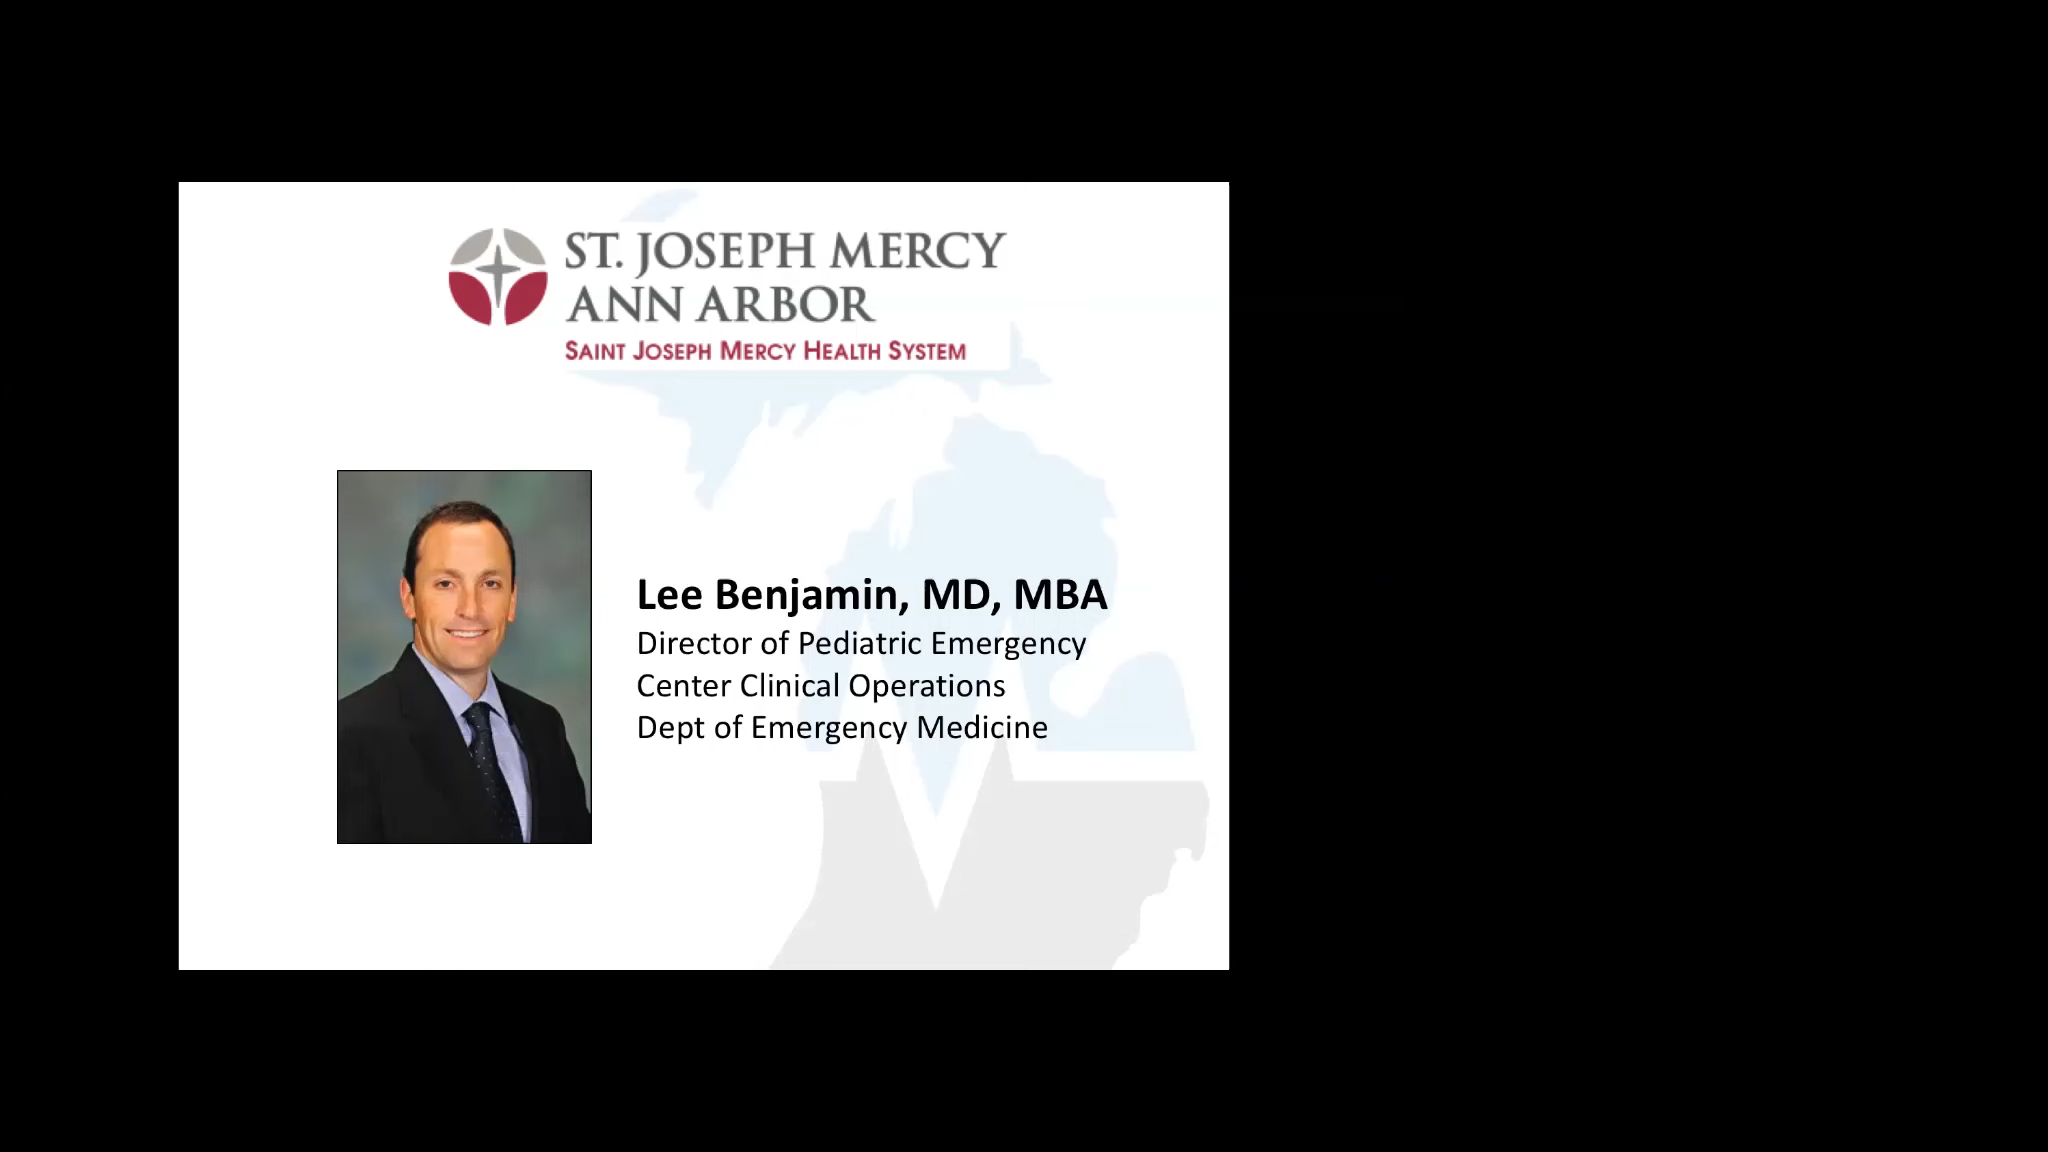 ST. JOSEPH MERCY
ANN ARBOR
SAINT JOSEPH MERCY HEALTH SYSTEM
Lee Benjamin, MD, MBA
Director of Pediatric Emergency
Center Clinical Operations
Dept of Emergency Medicine